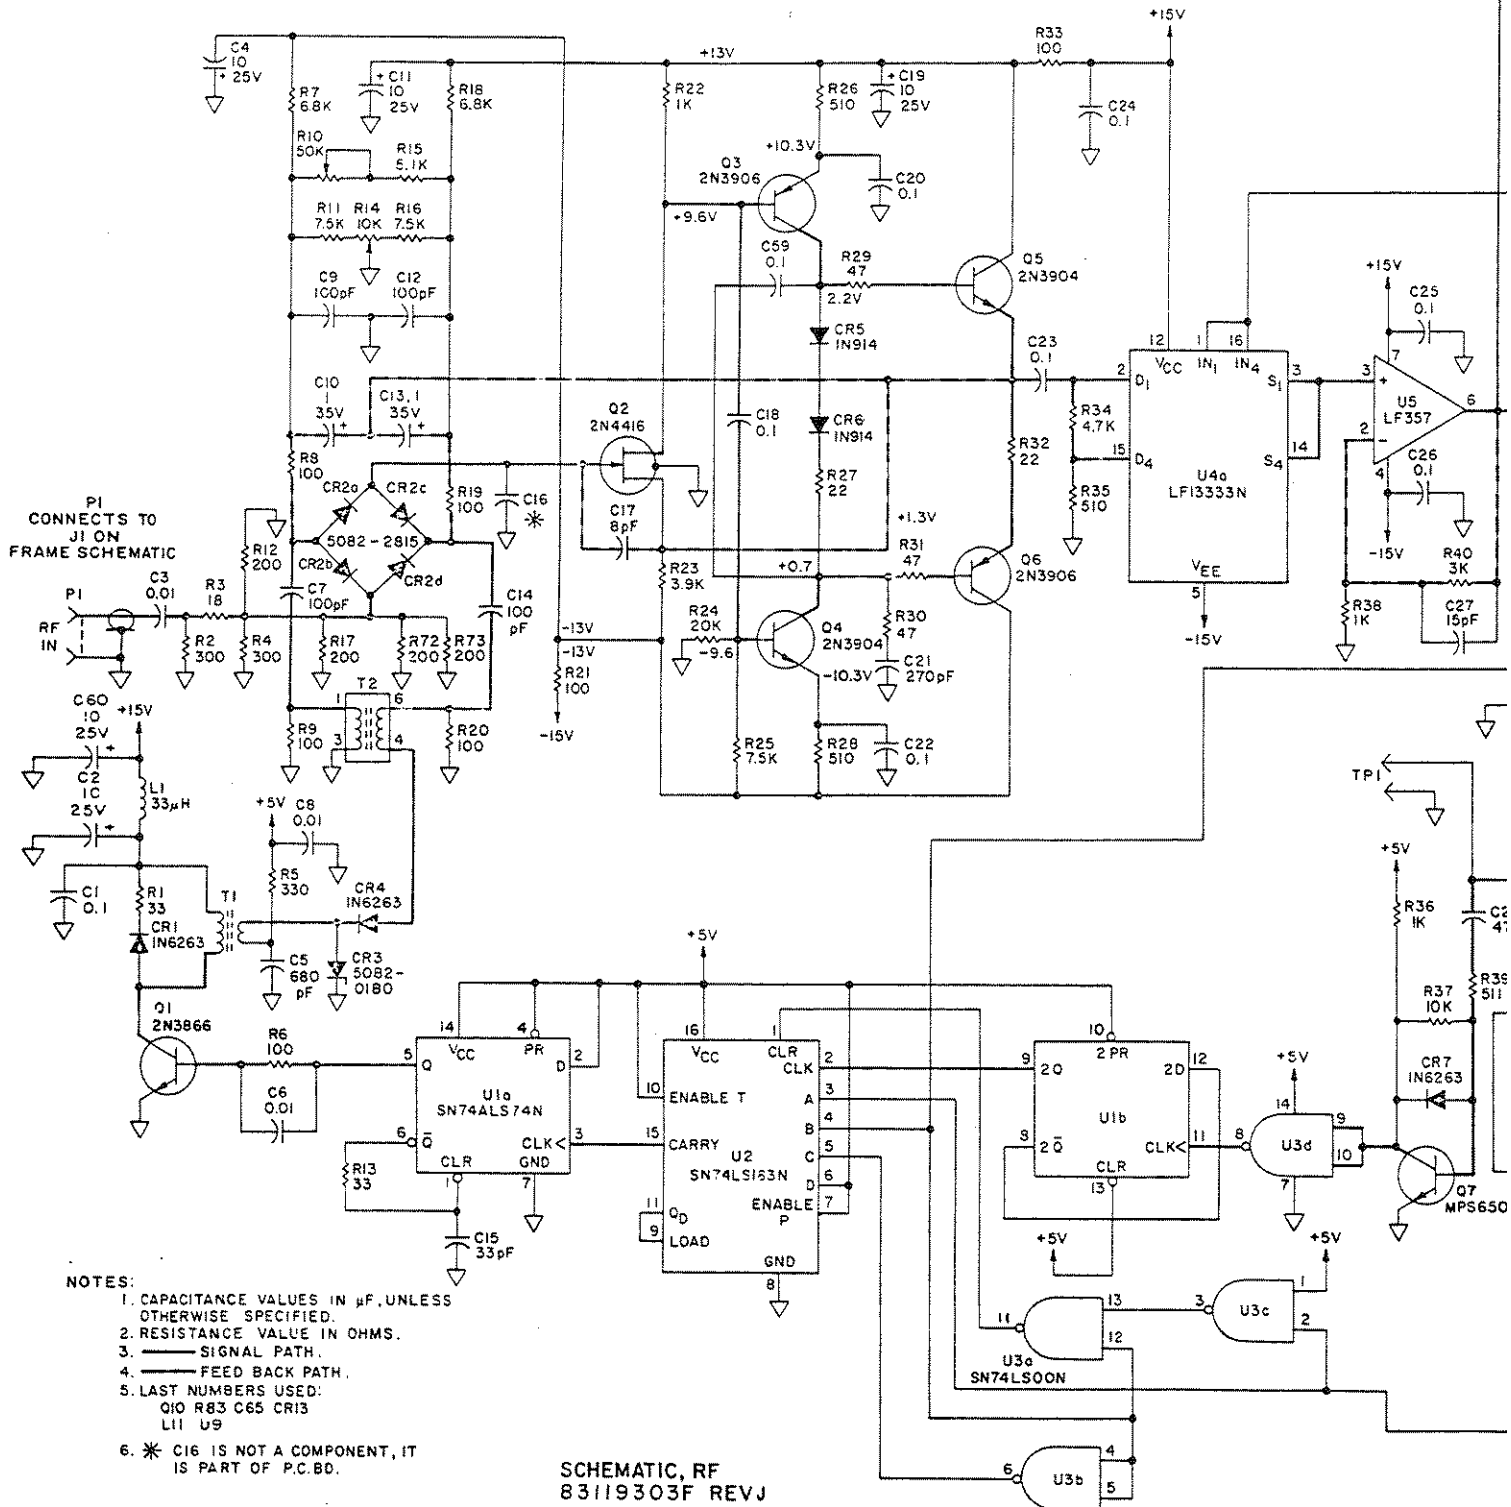 +15V
R33
100
C4
10
+ 25V
+13V
R7
6.8K
+ C11
10
25V
R18
6.8K
R22
1K
R26
510
+ C19
10
25V
C24
0.1
R10
50K
R15
5.1K
+10.3V
Q3
2N3906
C20
0.1
R11
7.5K
R14
10K
R16
7.5K
+9.6V
C59
0.1
R29
47
2.2V
Q5
2N3904
C9
100pF
C12
100pF
+15V
C25
0.1
CR5
1N914
C23
0.1
12
1
16
VCC
IN1
IN4
7
C10
1
35V
+
C13, 1
35V
+
2
D1
3
S1
3
+
U5
LF357
6
2
-
4
Q2
2N4416
C18
0.1
CR6
1N914
R34
4.7K
R32
22
15
D4
14
S4
U4a
LF13333N
C26
0.1
R8
100
R27
22
CR2a
CR2c
R19
100
C16
✳
C17
8pF
R35
510
P1
CONNECTS TO
J1 ON
FRAME SCHEMATIC
R12
200
5082-2815
+1.3V
R31
47
-15V
CR2b
CR2d
R23
3.9K
+0.7
Q6
2N3906
R40
3K
VEE
5
C3
0.01
R3
18
C7
100pF
C14
100
pF
P1
RF
IN
R24
20K
-9.6
Q4
2N3904
R30
47
-15V
R38
1K
C27
15pF
R2
300
R4
300
R17
200
R72
200
R73
200
-13V
-13V
R21
100
-10.3V
C21
270pF
T2
1
6
3
4
C60
10
25V
+
+15V
R9
100
R20
100
-15V
R25
7.5K
R28
510
C22
0.1
C2
1C
25V
+
L1
33µH
TP1
+5V
C8
0.01
+5V
C1
0.1
R1
33
T1
R5
330
CR4
1N6263
R36
1K
CR1
1N6263
C5
680
pF
CR3
5082-
0180
+5V
R39
511
R37
10K
Q1
2N3866
R6
100
C6
0.01
5
14
4
2
Q
VCC
PR
D
U1a
SN74ALS74N
6
Q̅
CLK<
3
CLR
GND
1
7
R13
33
C15
33pF
16
1
VCC
CLR
CLK
2
10
ENABLE T
A
3
B
4
15
CARRY
C
5
U2
SN74LS163N
D
6
ENABLE
P
7
11
QD
9
LOAD
GND
8
10
9
2Q
2PR
2D
12
U1b
8
2Q̅
CLK<
11
CLR
13
+5V
14
8
U3d
9
10
7
CR7
1N6263
Q7
MPS650
+5V
+5V
11
U3a
SN74LS00N
13
12
3
U3c
1
2
6
U3b
4
5
NOTES:
1. CAPACITANCE VALUES IN µF, UNLESS
OTHERWISE SPECIFIED.
2. RESISTANCE VALUE IN OHMS.
3. SIGNAL PATH.
4. FEED BACK PATH.
5. LAST NUMBERS USED:
Q10 R83 C65 CR13
L11 U9
6. ✳ C16 IS NOT A COMPONENT, IT
IS PART OF P.C.BD.
SCHEMATIC, RF
83119303F REVJ